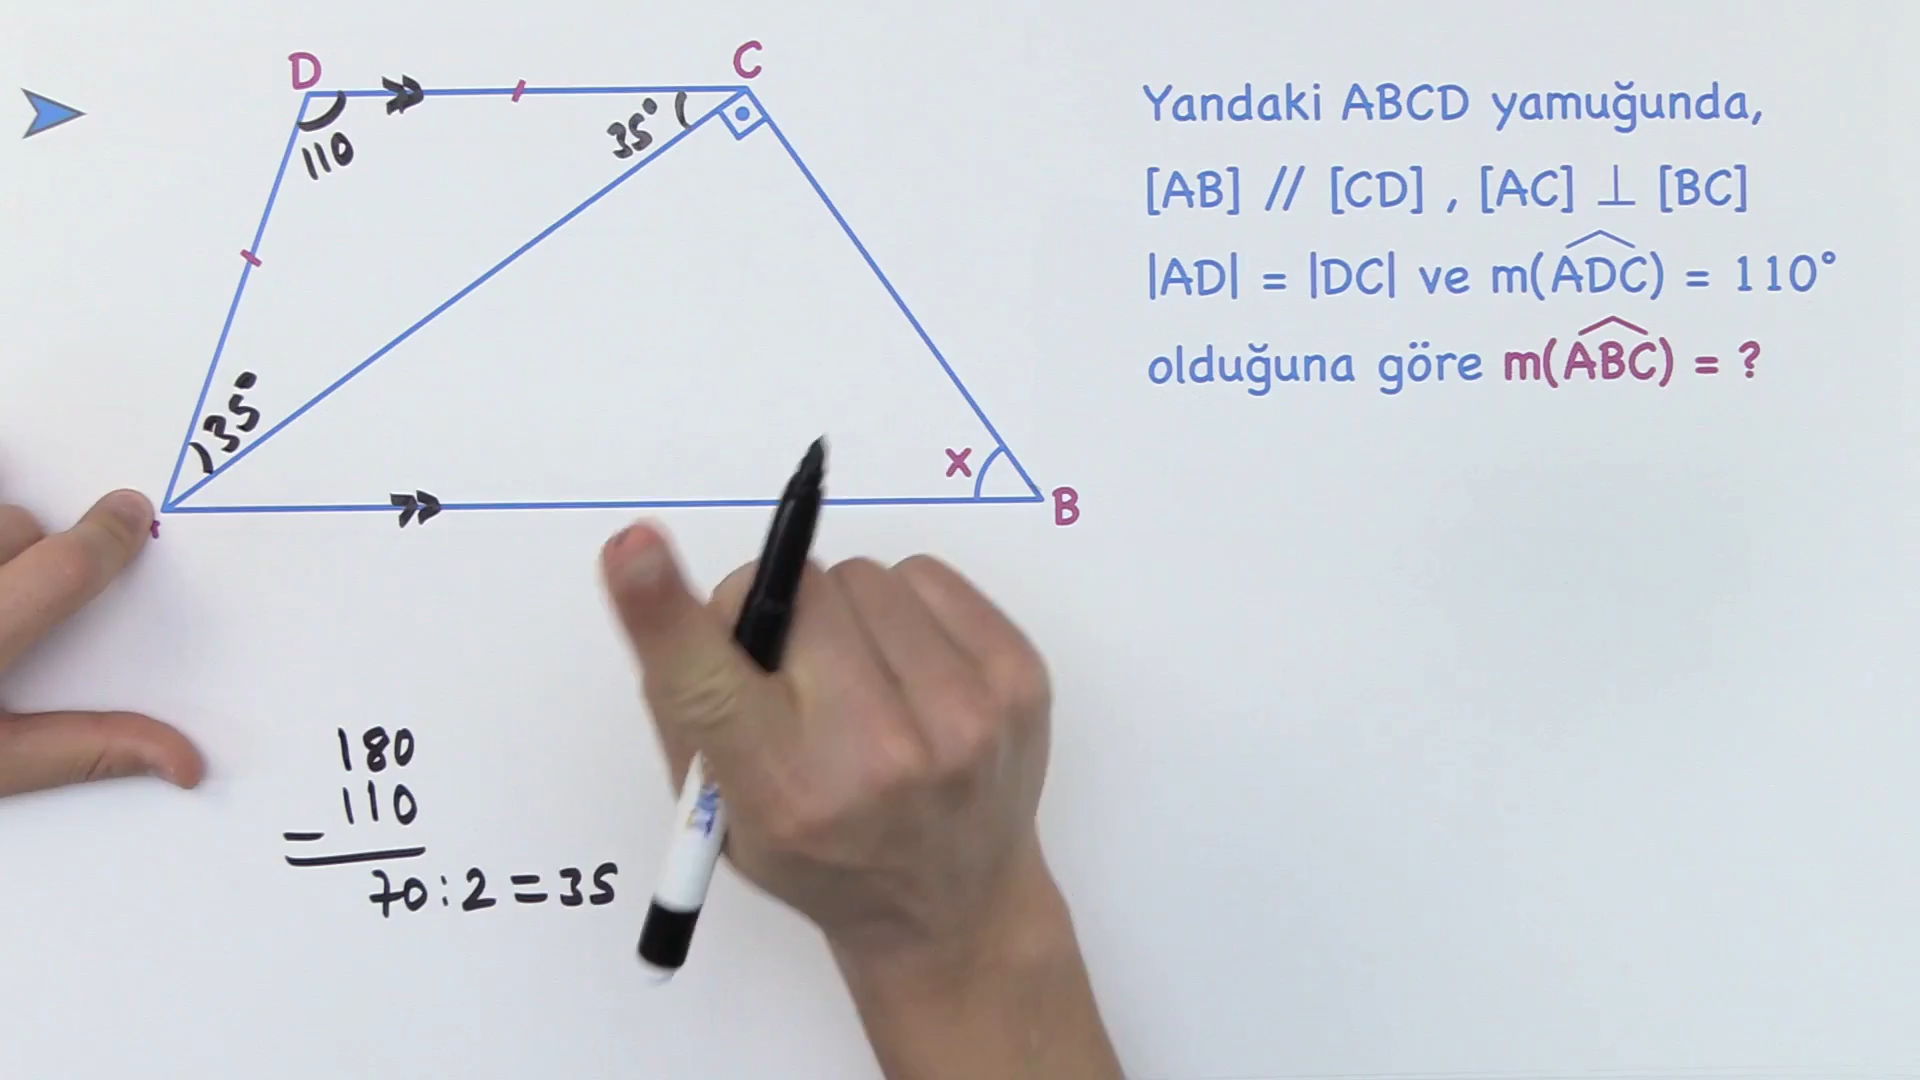 D
C
110
35°
35°
x
B
Yandaki ABCD yamuğunda,
[AB] // [CD] , [AC] ⊥ [BC]
|AD| = |DC| ve m(ADC) = 110°
olduğuna göre m(ABC) = ?
180
110
−
70:2=35